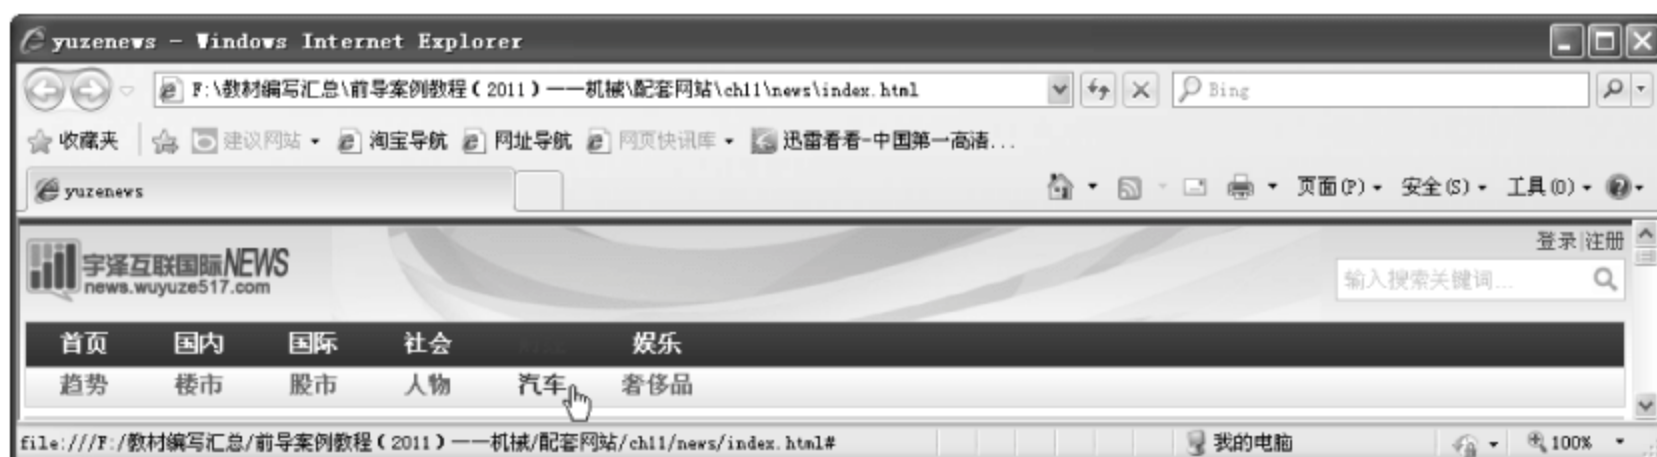 yuzenews - Windows Internet Explorer
F:\教材编写汇总\前导案例教程(2011)——机械\配套网站\ch11\news\index.html Bing
收藏夹 建议网站 淘宝导航 网址导航 网页快讯库 迅雷看看-中国第一高清...
yuzenews 页面(P) 安全(S) 工具(O)
登录|注册
宇泽互联国际NEWS
news.wuyuze517.com
输入搜索关键词...
首页 国内 国际 社会 娱乐
趋势 楼市 股市 人物 汽车 奢侈品
file:///F:/教材编写汇总/前导案例教程(2011)——机械/配套网站/ch11/news/index.html# 我的电脑 100%